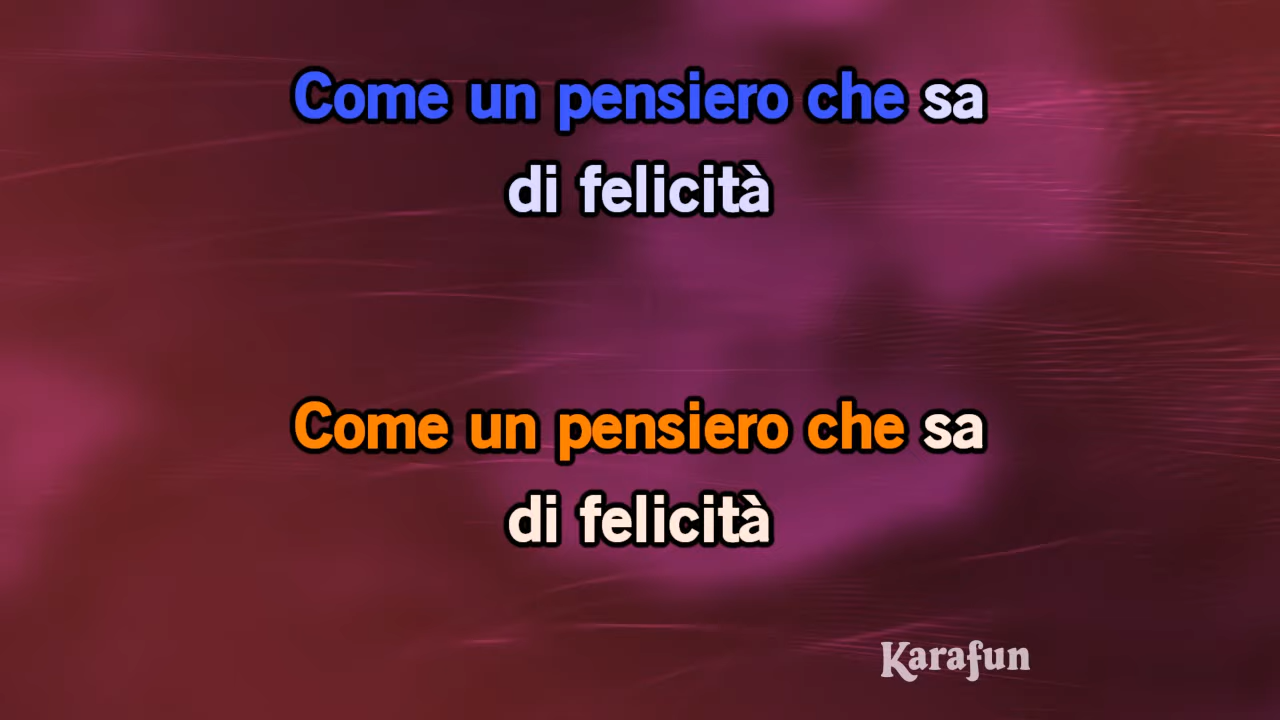 Come un pensiero che sa
di felicità
Come un pensiero che sa
di felicità
Karafun